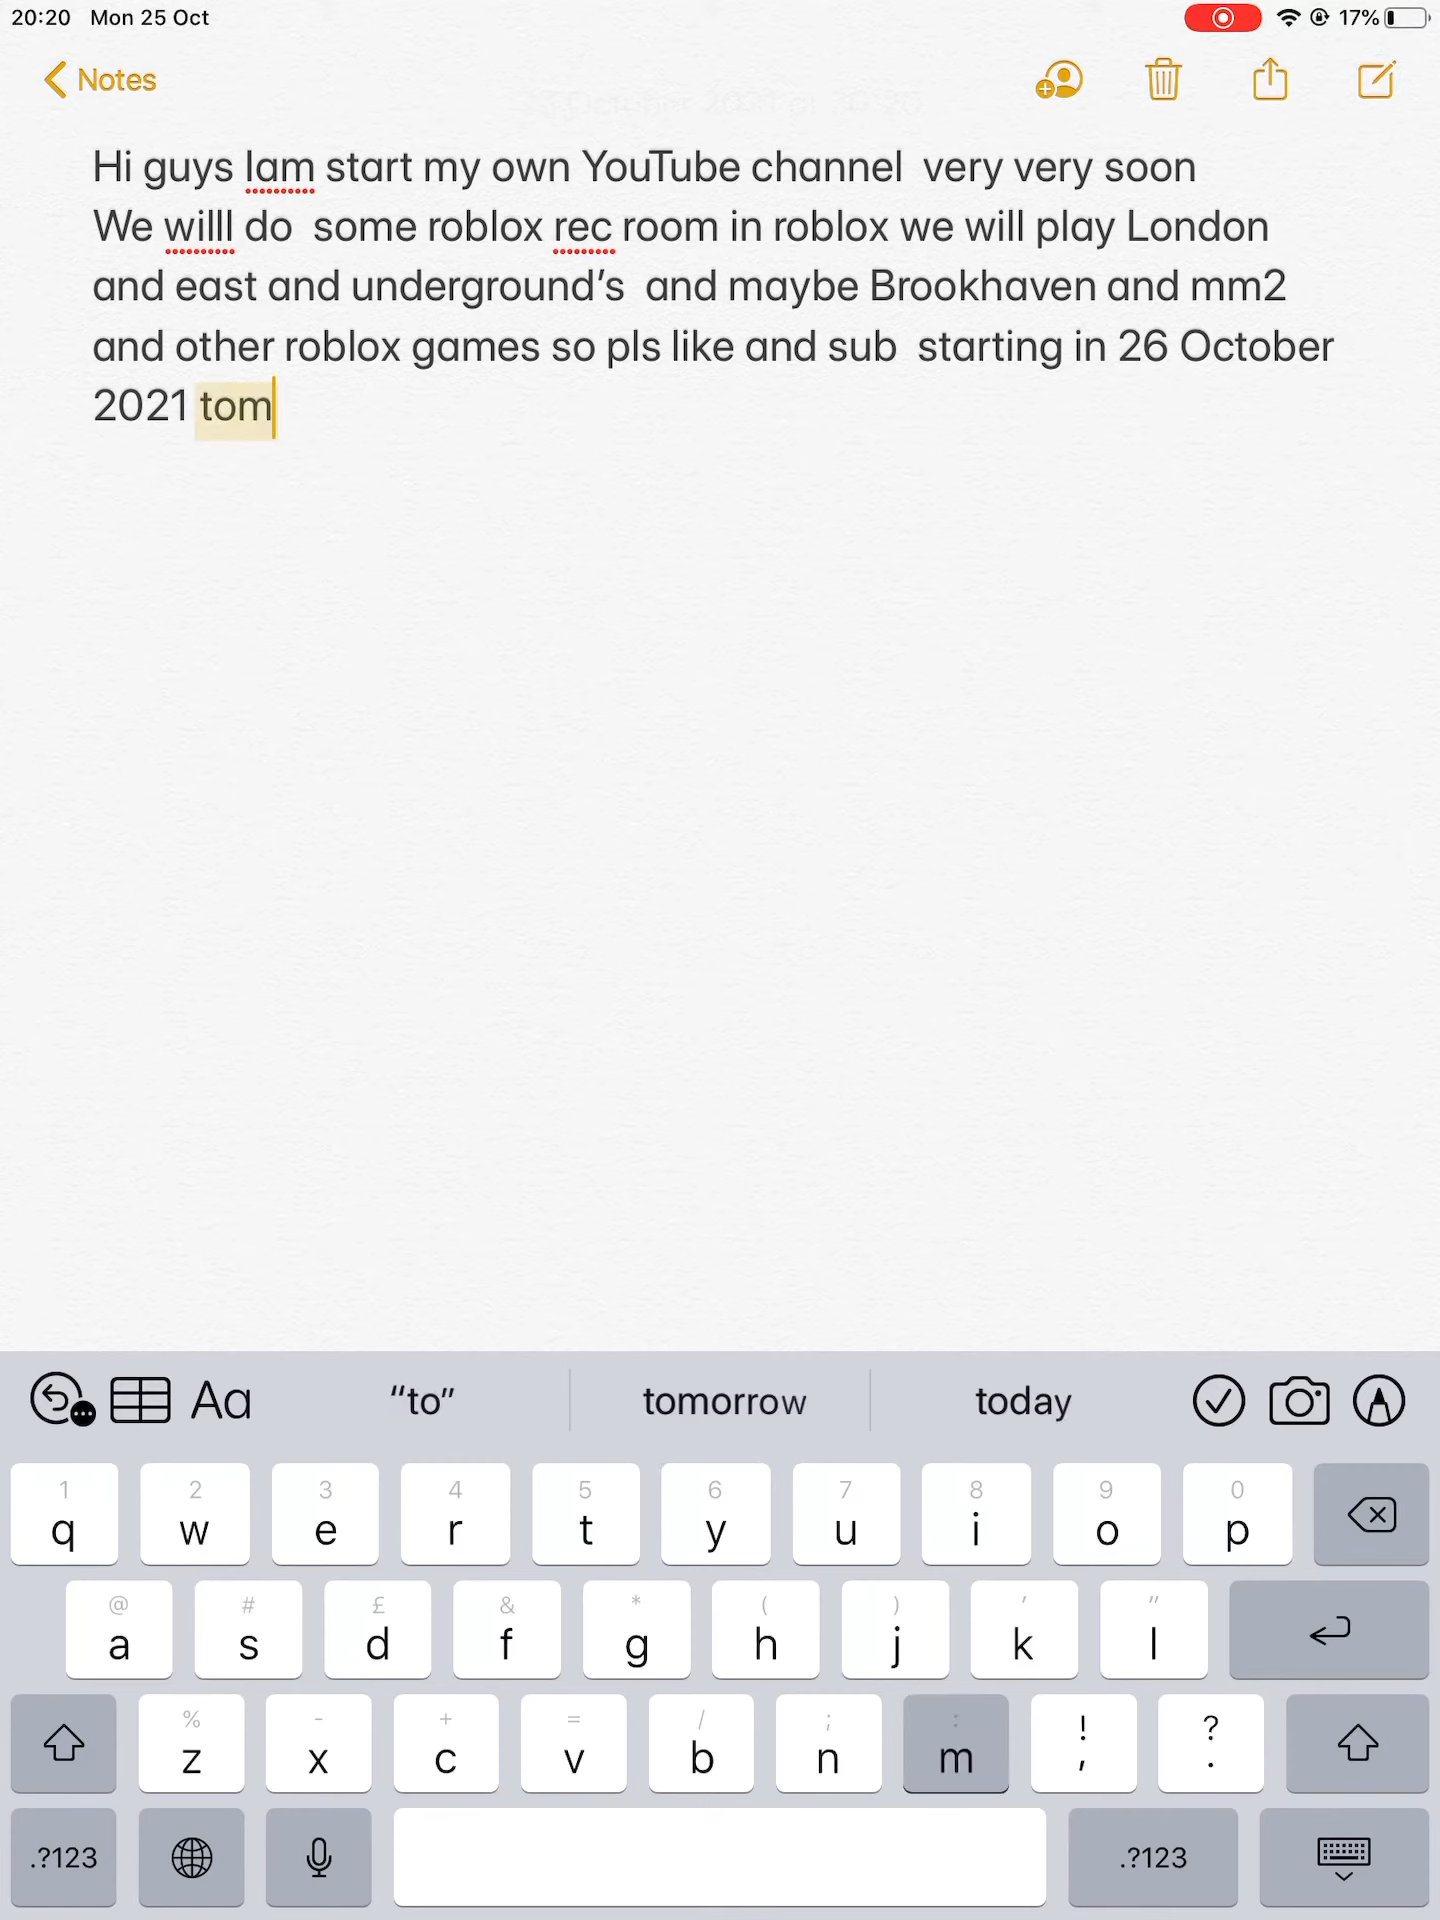 20:20 Mon 25 Oct 17%
Notes
Hi guys Iam start my own YouTube channel  very very soon
We willl do  some roblox rec room in roblox we will play London
and east and underground’s  and maybe Brookhaven and mm2
and other roblox games so pls like and sub  starting in 26 October
2021 tom
Aa “to” tomorrow today
1 2 3 4 5 6 7 8 9 0
q w e r t y u i o p
@ # £ & * ( ) ' "
a s d f g h j k l
% - + = / ; : ! ?
z x c v b n m , .
.?123 .?123